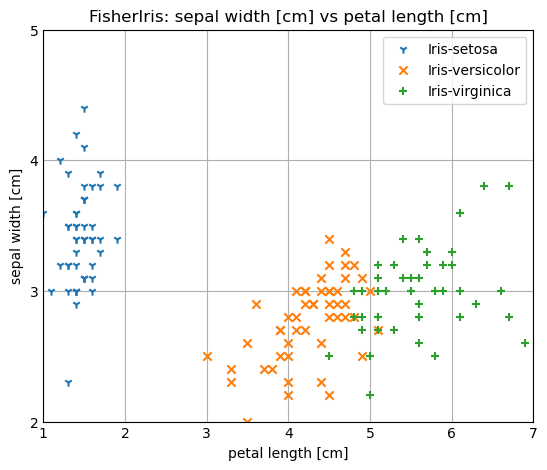 FisherIris: sepal width [cm] vs petal length [cm]
Iris-setosa
Iris-versicolor
Iris-virginica
sepal width [cm]
5
4
3
2
1 2 3 4 5 6 7
petal length [cm]